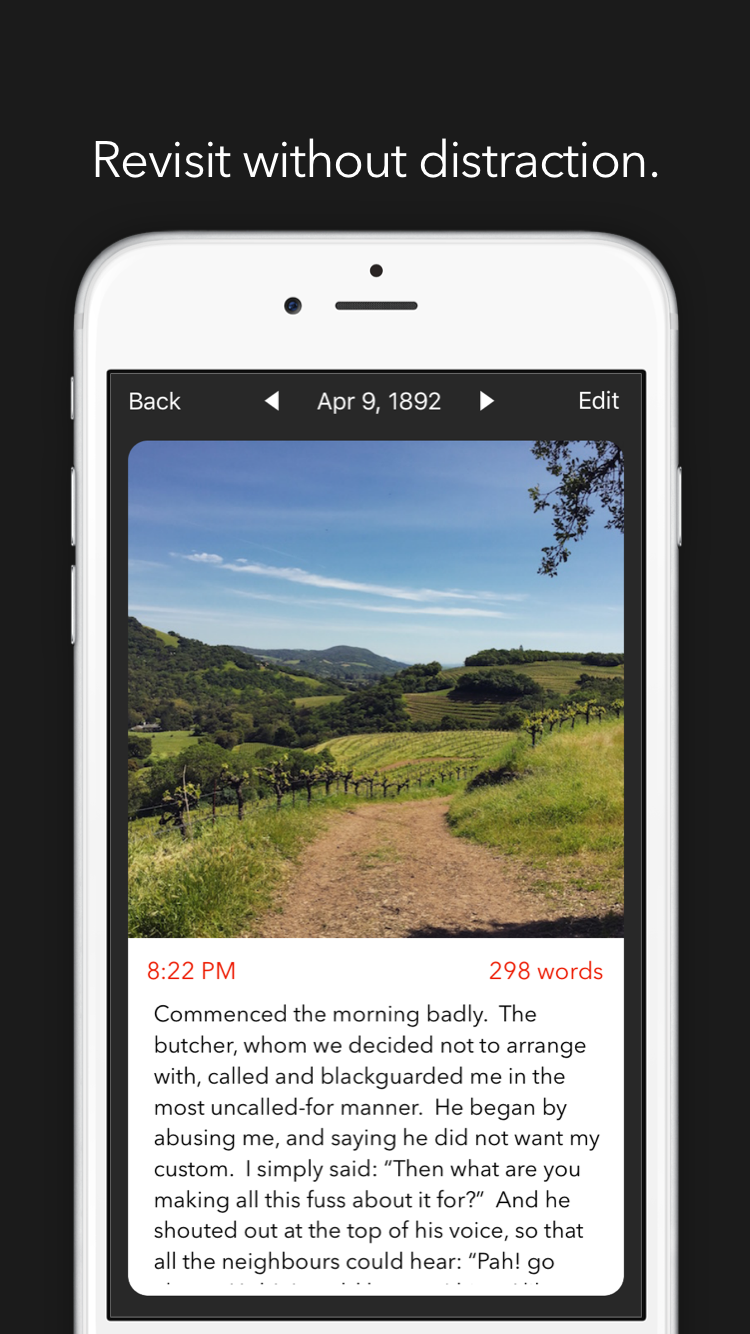 Revisit without distraction.
Back
Apr 9, 1892
Edit
8:22 PM
298 words
Commenced the morning badly.  The
butcher, whom we decided not to arrange
with, called and blackguarded me in the
most uncalled-for manner.  He began by
abusing me, and saying he did not want my
custom.  I simply said: “Then what are you
making all this fuss about it for?”  And he
shouted out at the top of his voice, so that
all the neighbours could hear: “Pah! go